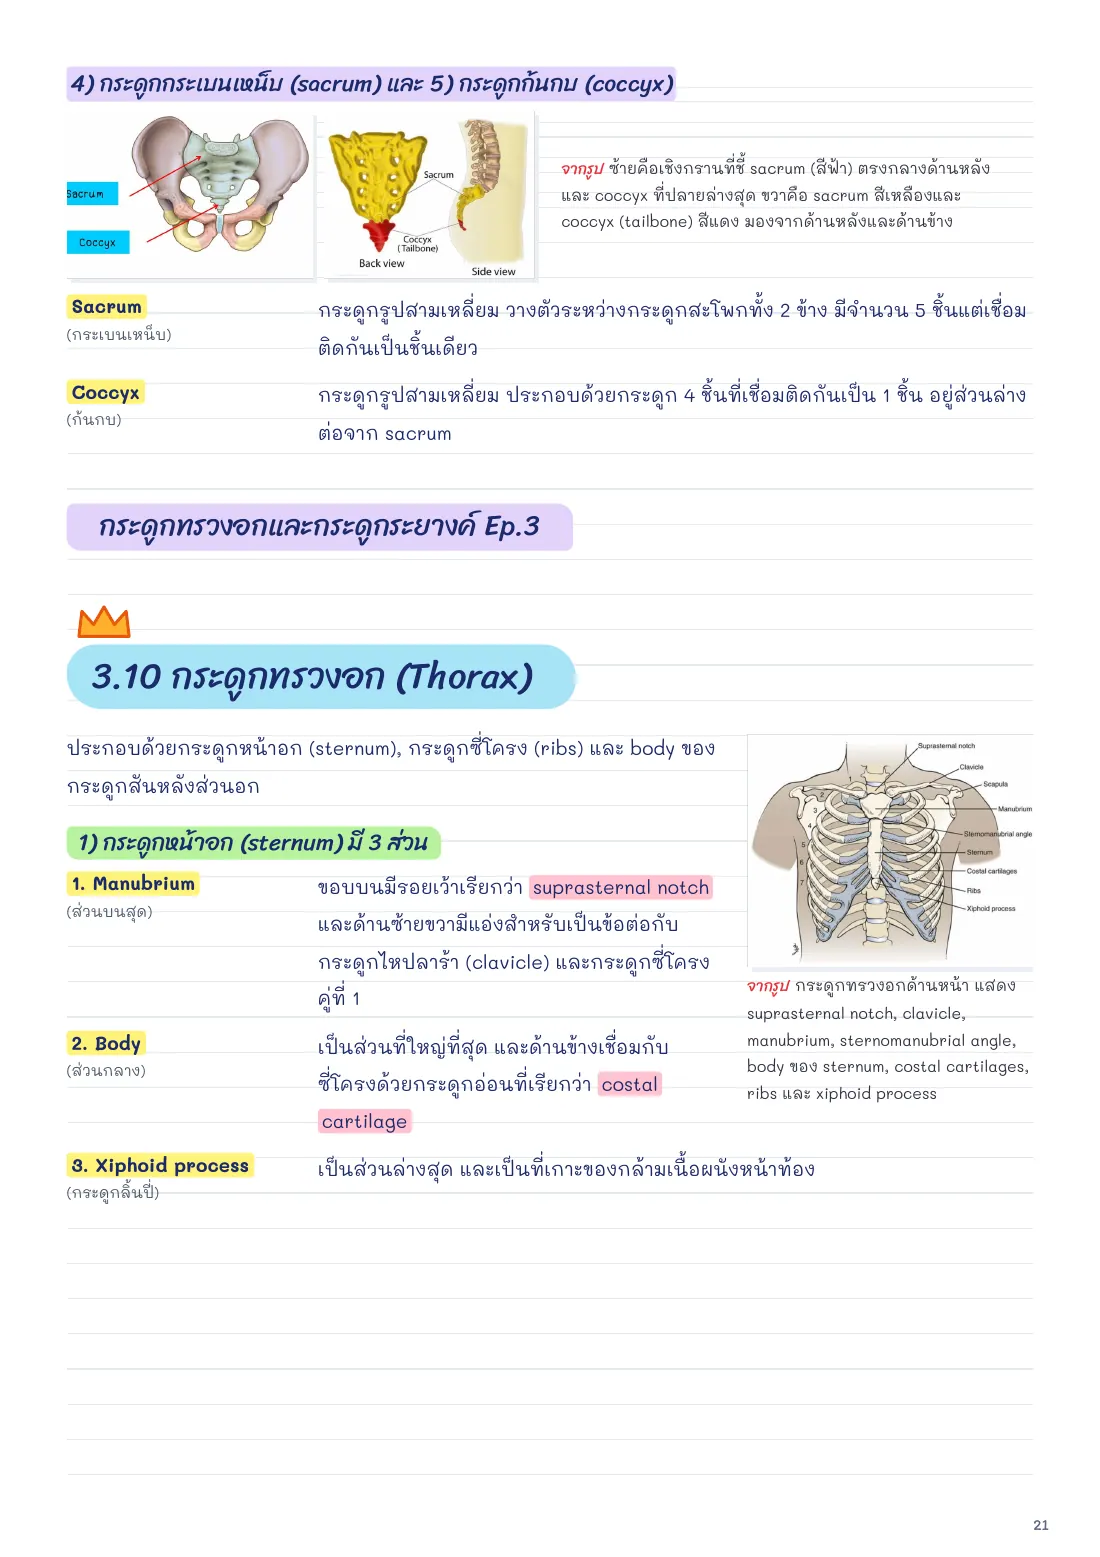 4) กระดูกกระเบนเหน็บ (sacrum) และ 5) กระดูกก้นกบ (coccyx)
Sacrum
Coccyx
Sacrum
Coccyx
(Tailbone)
Back view
Side view
จากรูป ซ้ายคือเชิงกรานที่ชี้ sacrum (สีฟ้า) ตรงกลางด้านหลัง
และ coccyx ที่ปลายล่างสุด ขวาคือ sacrum สีเหลืองและ
coccyx (tailbone) สีแดง มองจากด้านหลังและด้านข้าง
Sacrum
(กระเบนเหน็บ)
กระดูกรูปสามเหลี่ยม วางตัวระหว่างกระดูกสะโพกทั้ง 2 ข้าง มีจำนวน 5 ชิ้นแต่เชื่อม
ติดกันเป็นชิ้นเดียว
Coccyx
(ก้นกบ)
กระดูกรูปสามเหลี่ยม ประกอบด้วยกระดูก 4 ชิ้นที่เชื่อมติดกันเป็น 1 ชิ้น อยู่ส่วนล่าง
ต่อจาก sacrum
กระดูกทรวงอกและกระดูกระยางค์ Ep.3
3.10 กระดูกทรวงอก (Thorax)
ประกอบด้วยกระดูกหน้าอก (sternum), กระดูกซี่โครง (ribs) และ body ของ
กระดูกสันหลังส่วนอก
1) กระดูกหน้าอก (sternum) มี 3 ส่วน
1. Manubrium
(ส่วนบนสุด)
ขอบบนมีรอยเว้าเรียกว่า suprasternal notch
และด้านซ้ายขวามีแอ่งสำหรับเป็นข้อต่อกับ
กระดูกไหปลาร้า (clavicle) และกระดูกซี่โครง
คู่ที่ 1
2. Body
(ส่วนกลาง)
เป็นส่วนที่ใหญ่ที่สุด และด้านข้างเชื่อมกับ
ซี่โครงด้วยกระดูกอ่อนที่เรียกว่า costal
cartilage
3. Xiphoid process
(กระดูกลิ้นปี่)
เป็นส่วนล่างสุด และเป็นที่เกาะของกล้ามเนื้อผนังหน้าท้อง
Suprasternal notch
Clavicle
Scapula
Manubrium
Sternomanubrial angle
Sternum
Costal cartilages
Ribs
Xiphoid process
1
2
3
4
5
6
7
จากรูป กระดูกทรวงอกด้านหน้า แสดง
suprasternal notch, clavicle,
manubrium, sternomanubrial angle,
body ของ sternum, costal cartilages,
ribs และ xiphoid process
21